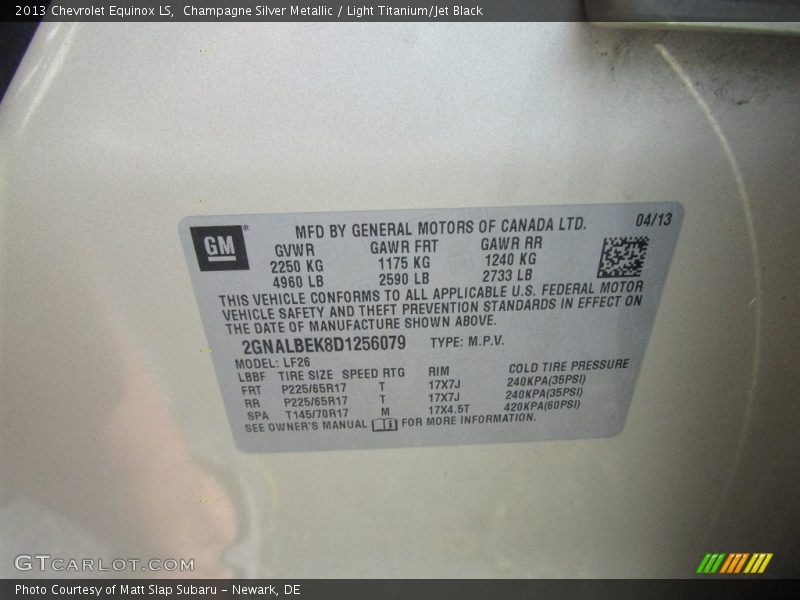 2013 Chevrolet Equinox LS, Champagne Silver Metallic / Light Titanium/Jet Black
GM
MFD BY GENERAL MOTORS OF CANADA LTD. 04/13
GVWR GAWR FRT GAWR RR
2250 KG 1175 KG 1240 KG
4960 LB 2590 LB 2733 LB
THIS VEHICLE CONFORMS TO ALL APPLICABLE U.S. FEDERAL MOTOR
VEHICLE SAFETY AND THEFT PREVENTION STANDARDS IN EFFECT ON
THE DATE OF MANUFACTURE SHOWN ABOVE.
2GNALBEK8D1256079 TYPE: M.P.V.
MODEL: LF26
LBBF TIRE SIZE SPEED RTG RIM COLD TIRE PRESSURE
FRT P225/65R17 T 17X7J 240KPA(35PSI)
RR P225/65R17 T 17X7J 240KPA(35PSI)
SPA T145/70R17 M 17X4.5T 420KPA(60PSI)
SEE OWNER'S MANUAL FOR MORE INFORMATION.
GTCARLOT.COM
Photo Courtesy of Matt Slap Subaru – Newark, DE